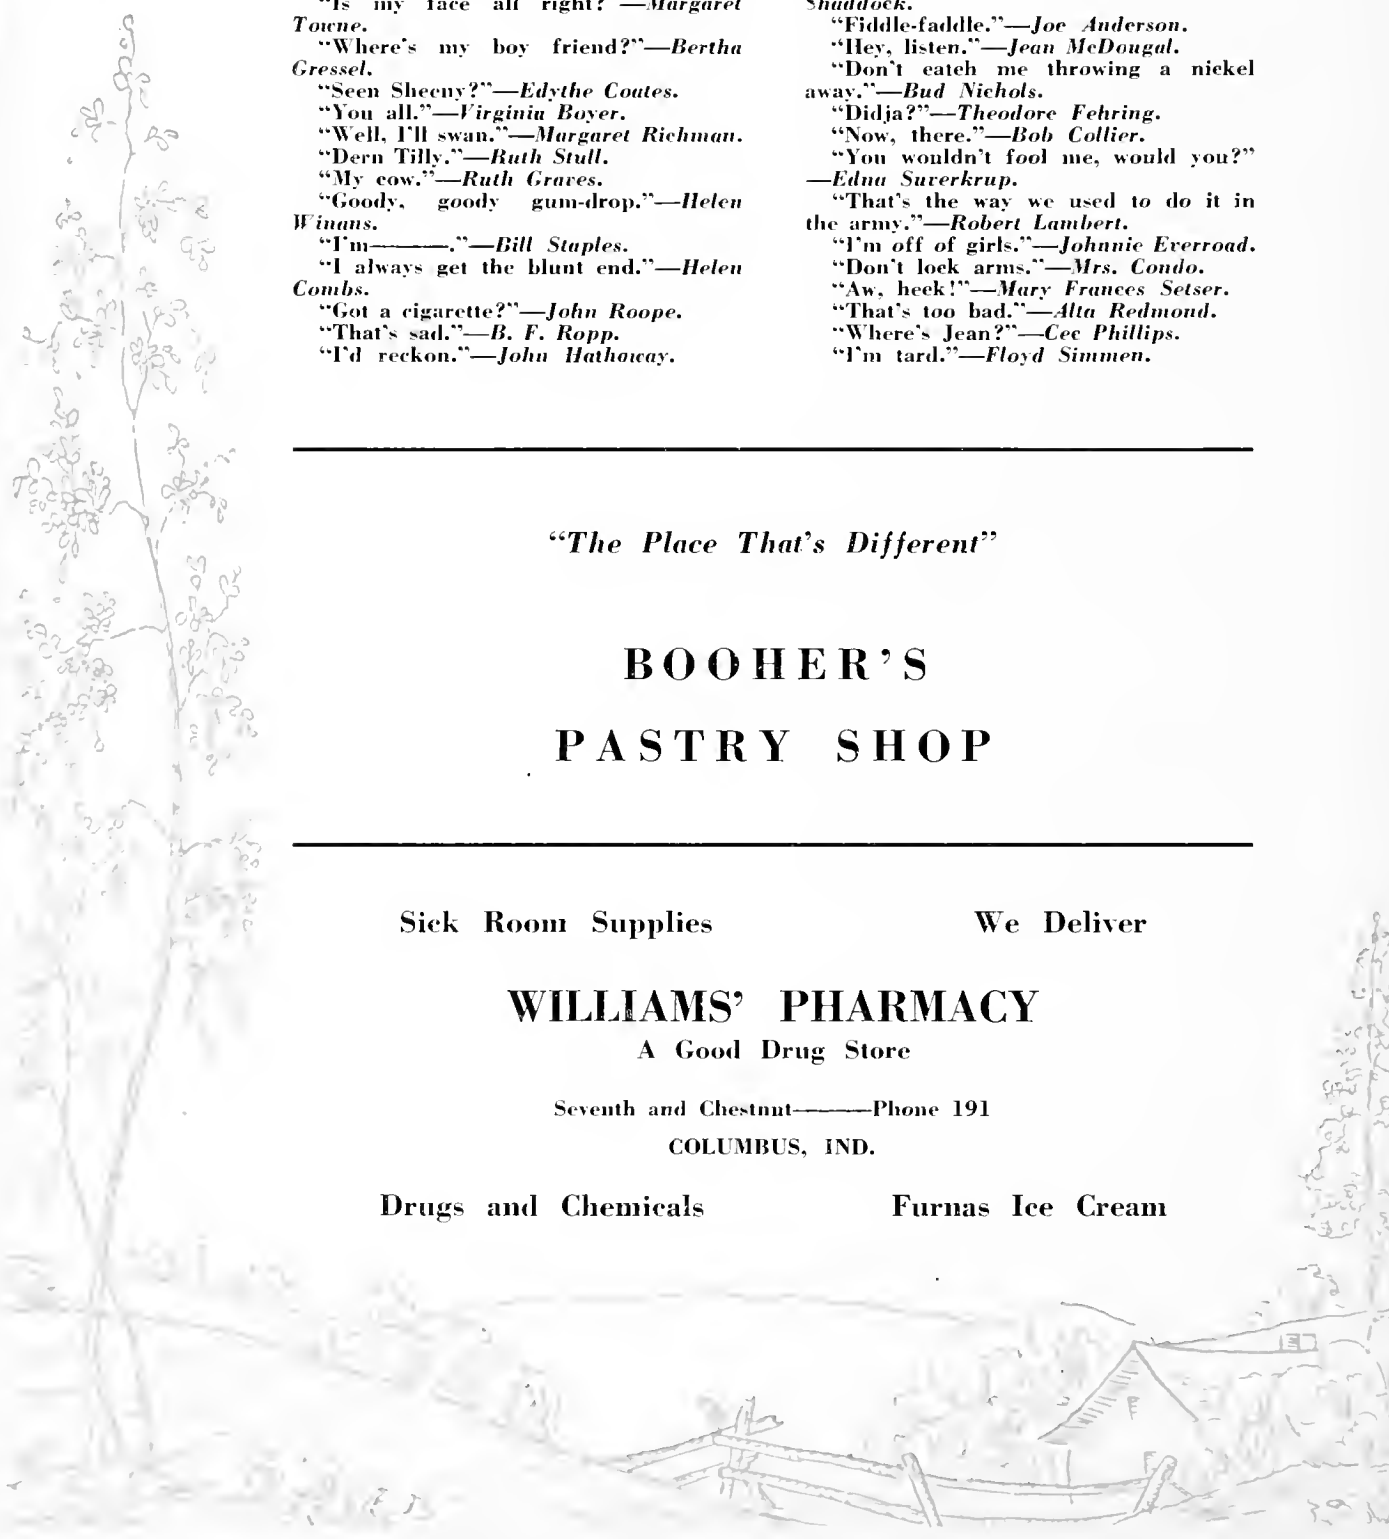 "Is my face all right?"—Margaret
Towne.
"Where's my boy friend?"—Bertha
Gressel.
"Seen Sheeny?"—Edythe Coates.
"You all."—Virginia Boyer.
"Well, I'll swan."—Margaret Richman.
"Dern Tilly."—Ruth Stull.
"My cow."—Ruth Graves.
"Goody, goody gum-drop."—Helen
Winans.
"I'm———."—Bill Staples.
"I always get the blunt end."—Helen
Combs.
"Got a cigarette?"—John Roope.
"That's sad."—B. F. Ropp.
"I'd reckon."—John Hathaway.
Shaddock.
"Fiddle-faddle."—Joe Anderson.
"Hey, listen."—Jean McDougal.
"Don't catch me throwing a nickel
away."—Bud Nichols.
"Didja?"—Theodore Fehring.
"Now, there."—Bob Collier.
"You wouldn't fool me, would you?"
—Edna Suverkrup.
"That's the way we used to do it in
the army."—Robert Lambert.
"I'm off of girls."—Johnnie Everroad.
"Don't lock arms."—Mrs. Condo.
"Aw, heck!"—Mary Frances Setser.
"That's too bad."—Alta Redmond.
"Where's Jean?"—Cec Phillips.
"I'm tard."—Floyd Simmen.
"The Place That's Different"
BOOHER'S
PASTRY SHOP
Sick Room Supplies We Deliver
WILLIAMS' PHARMACY
A Good Drug Store
Seventh and Chestnut———Phone 191
COLUMBUS, IND.
Drugs and Chemicals Furnas Ice Cream